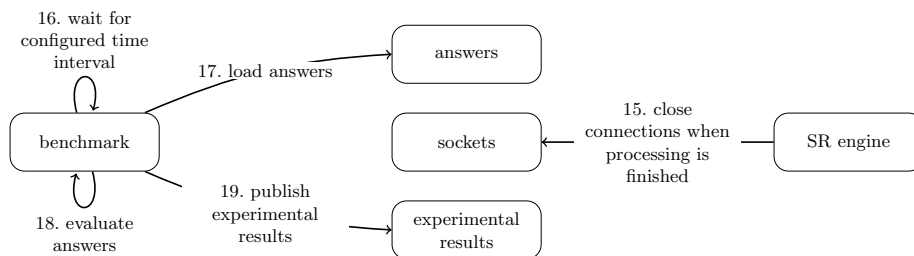 16. wait for
configured time
interval
17. load answers
answers
benchmark
sockets
15. close
connections when
processing is
finished
SR engine
18. evaluate
answers
19. publish
experimental
results
experimental
results